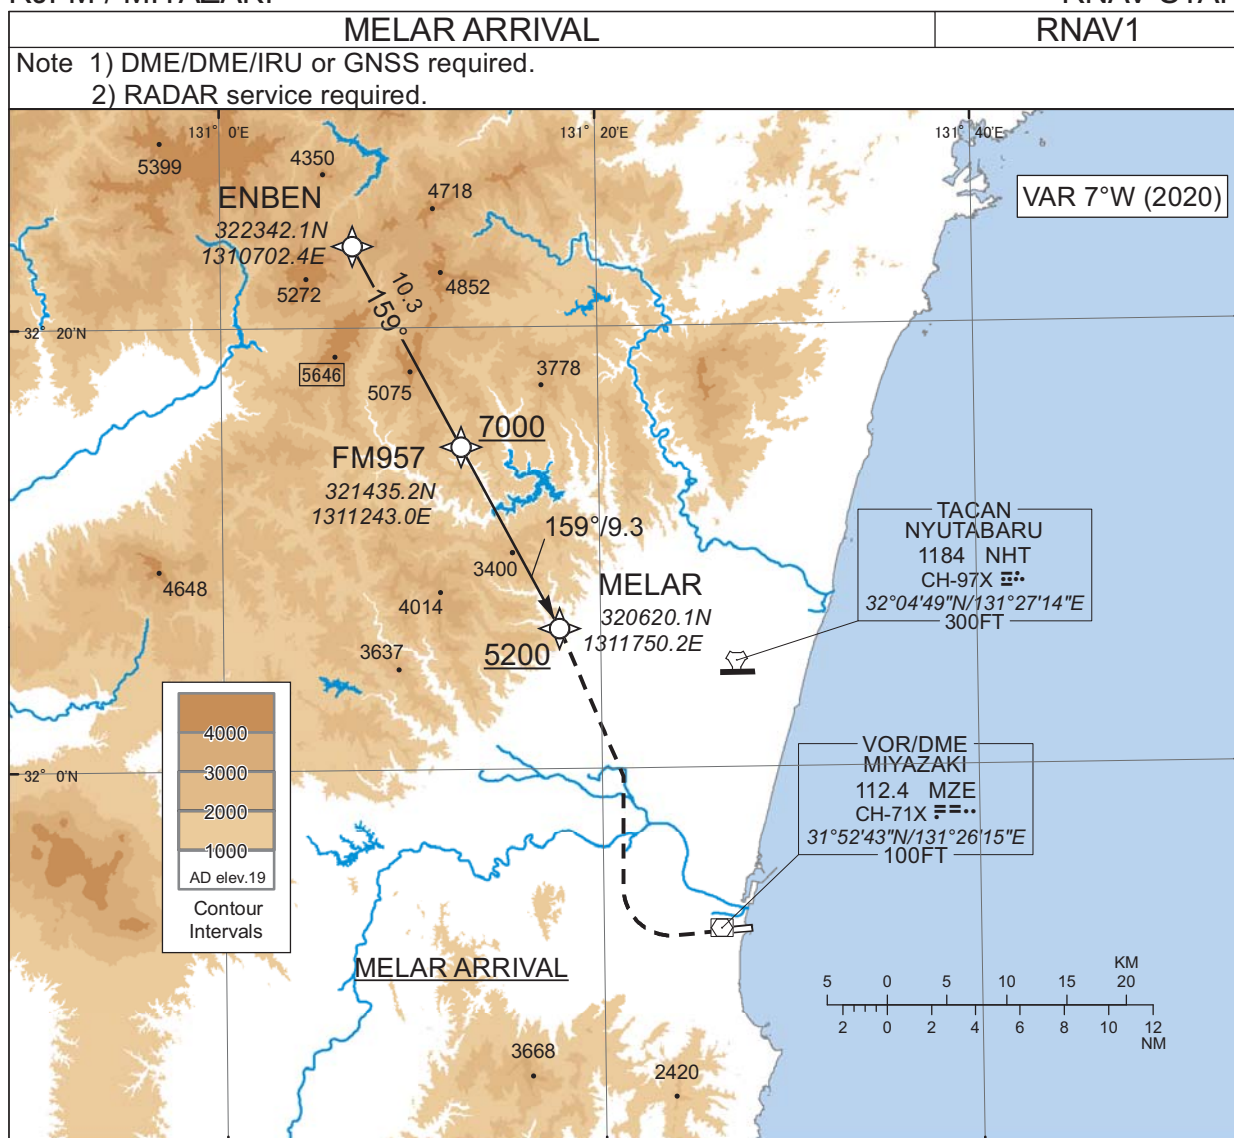 MELAR ARRIVAL
RNAV1
Note 1) DME/DME/IRU or GNSS required.
2) RADAR service required.
131° 0'E
131° 20'E
131° 40'E
VAR 7°W (2020)
5399
4350
4718
ENBEN
322342.1N
1310702.4E
5272
4852
10.3
159°
32° 20'N
5646
5075
3778
7000
FM957
321435.2N
1311243.0E
159°/9.3
3400
4648
4014
MELAR
320620.1N
1311750.2E
5200
3637
TACAN
NYUTABARU
1184 NHT
CH-97X
32°04'49"N/131°27'14"E
300FT
4000
3000
2000
1000
AD elev.19
Contour
Intervals
32° 0'N
VOR/DME
MIYAZAKI
112.4 MZE
CH-71X
31°52'43"N/131°26'15"E
100FT
MELAR ARRIVAL
KM
5 0 5 10 15 20
2 0 2 4 6 8 10 12
NM
3668
2420